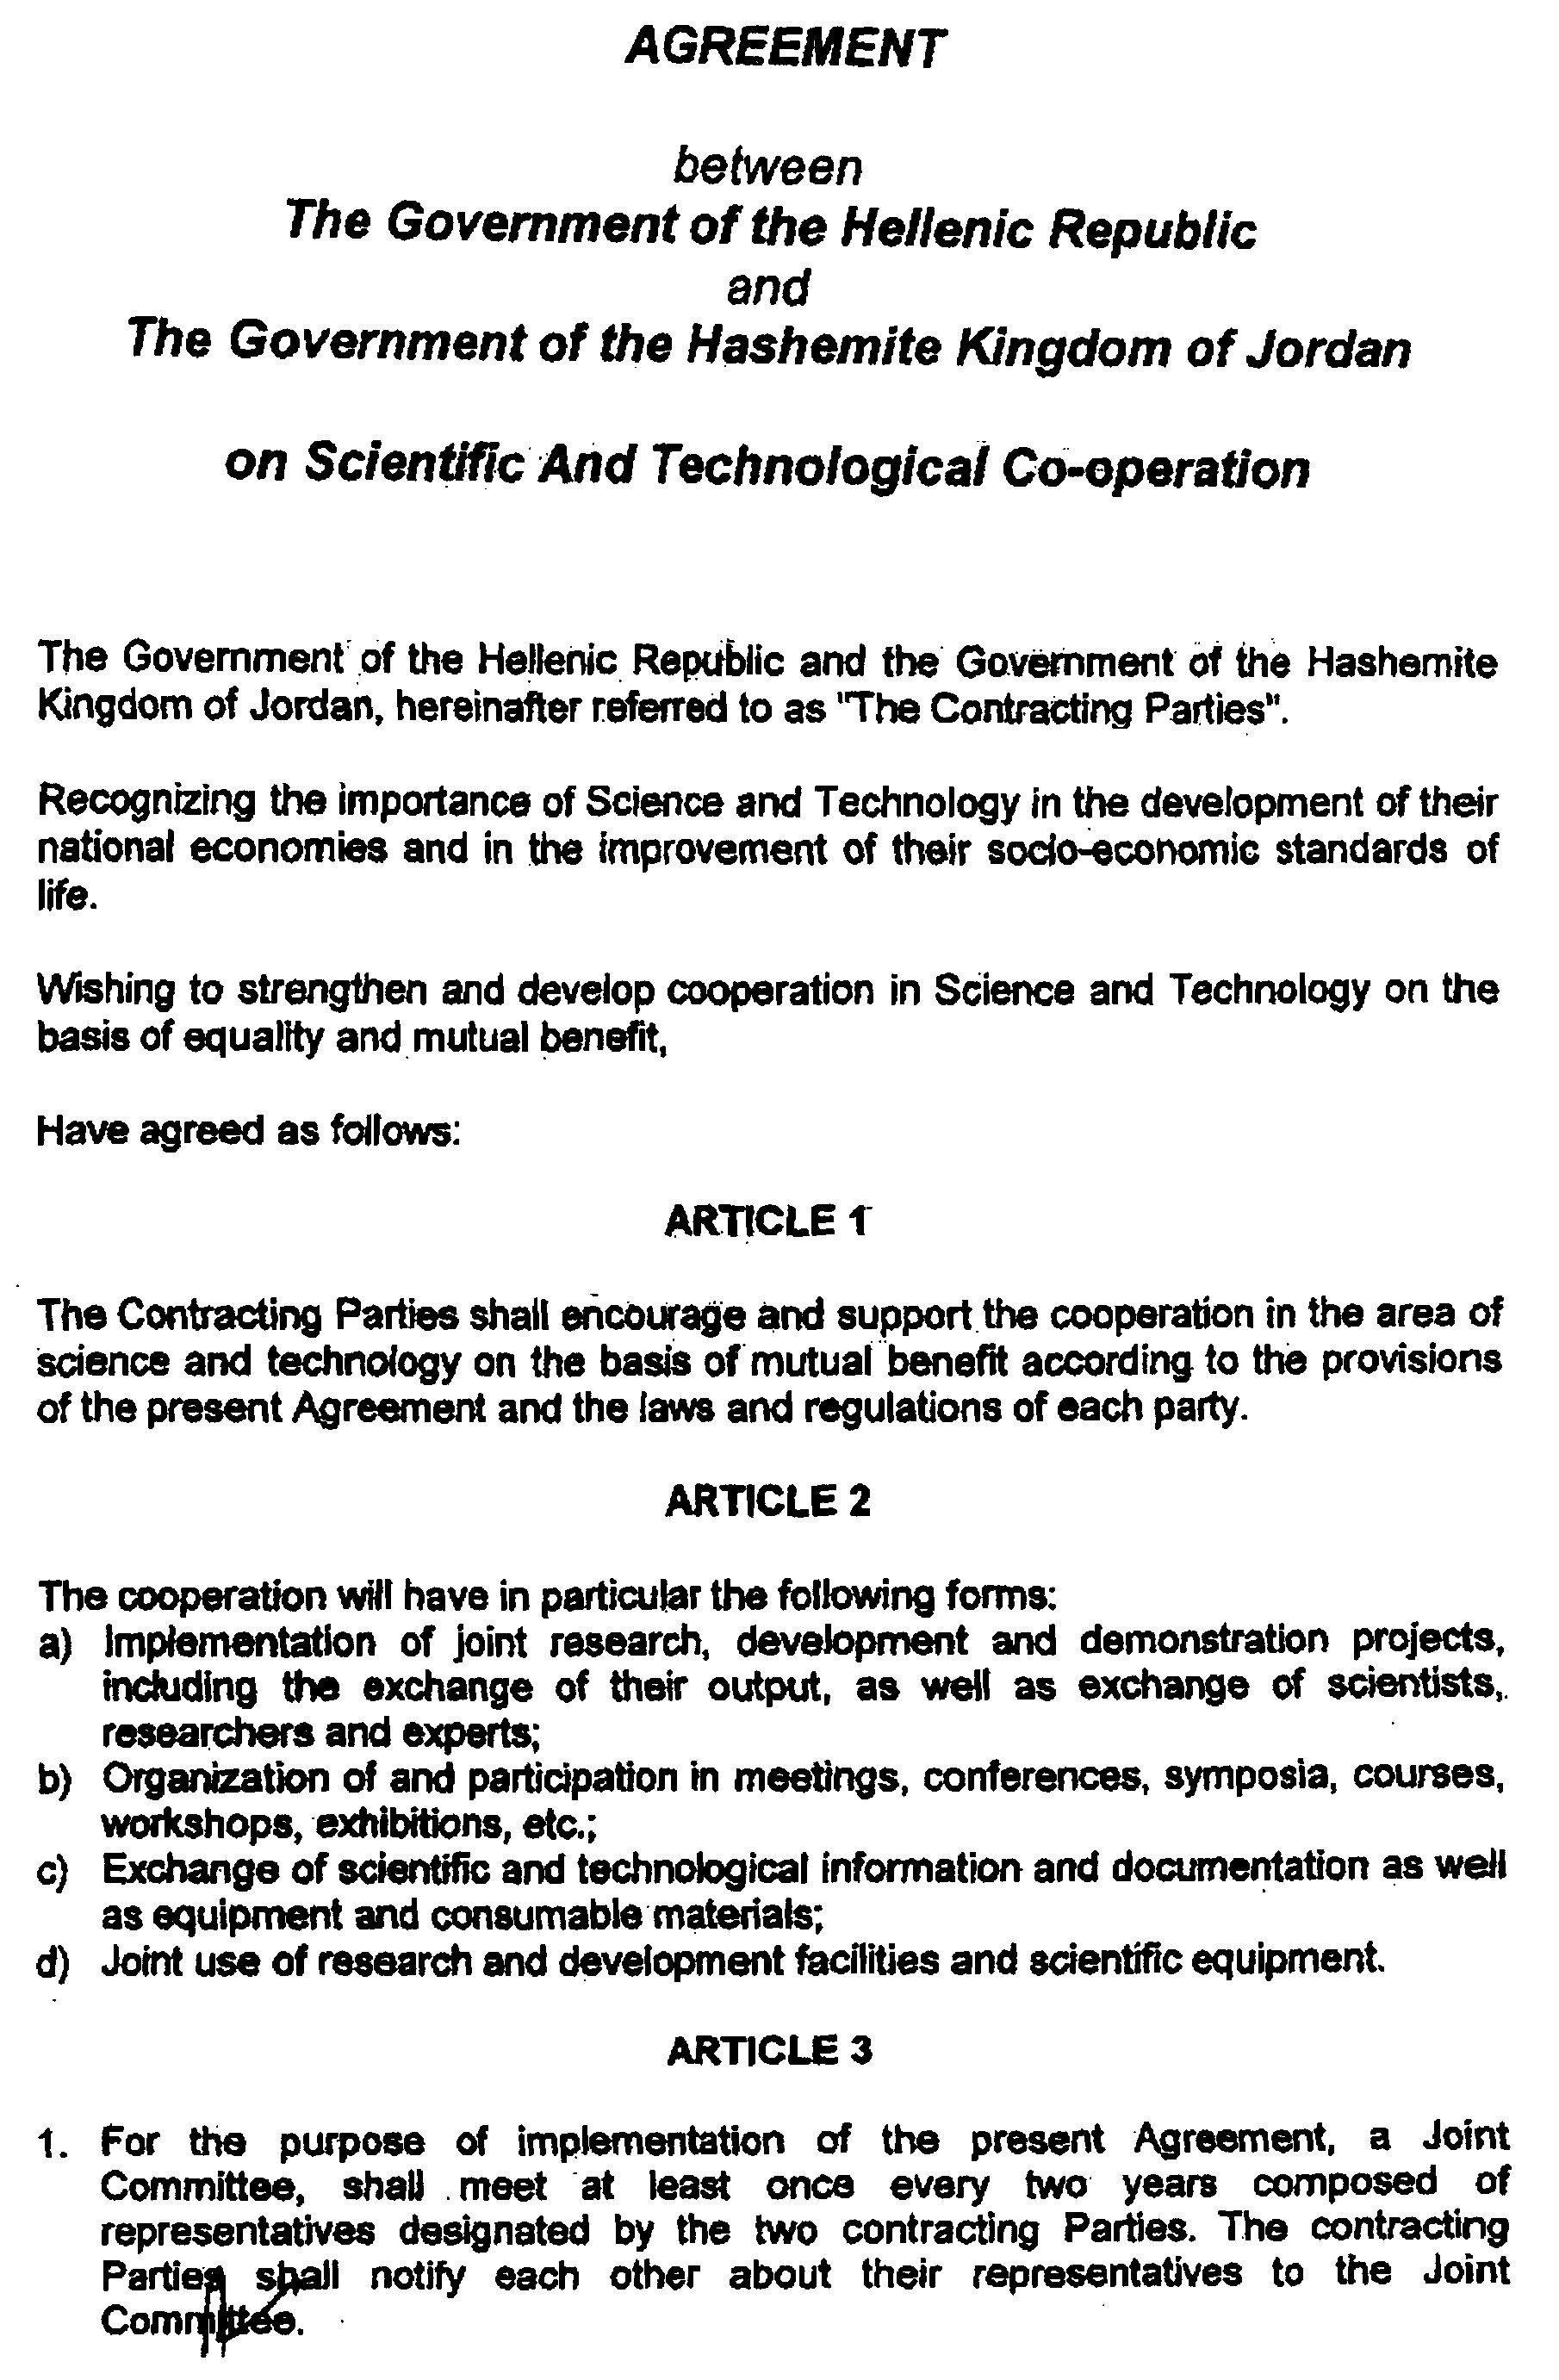 AGREEMENT
between
The Government of the Hellenic Republic
and
The Government of the Hashemite Kingdom of Jordan
on Scientific And Technological Co-operation
The Government of the Hellenic Republic and the Government of the Hashemite
Kingdom of Jordan, hereinafter referred to as "The Contracting Parties".
Recognizing the importance of Science and Technology in the development of their
national economies and in the improvement of their socio-economic standards of
life.
Wishing to strengthen and develop cooperation in Science and Technology on the
basis of equality and mutual benefit,
Have agreed as follows:
ARTICLE 1
The Contracting Parties shall encourage and support the cooperation in the area of
science and technology on the basis of mutual benefit according to the provisions
of the present Agreement and the laws and regulations of each party.
ARTICLE 2
The cooperation will have in particular the following forms:
a) Implementation of joint research, development and demonstration projects,
including the exchange of their output, as well as exchange of scientists,
researchers and experts;
b) Organization of and participation in meetings, conferences, symposia, courses,
workshops, exhibitions, etc.;
c) Exchange of scientific and technological information and documentation as well
as equipment and consumable materials;
d) Joint use of research and development facilities and scientific equipment.
ARTICLE 3
1. For the purpose of implementation of the present Agreement, a Joint
Committee, shall meet at least once every two years composed of
representatives designated by the two contracting Parties. The contracting
Parties shall notify each other about their representatives to the Joint
Committee.